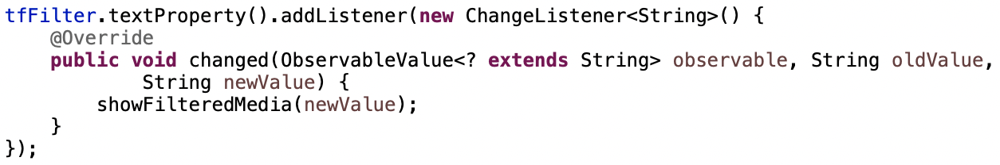 tfFilter.textProperty().addListener(new ChangeListener<String>() {
    @Override
    public void changed(ObservableValue<? extends String> observable, String oldValue,
            String newValue) {
        showFilteredMedia(newValue);
    }
});